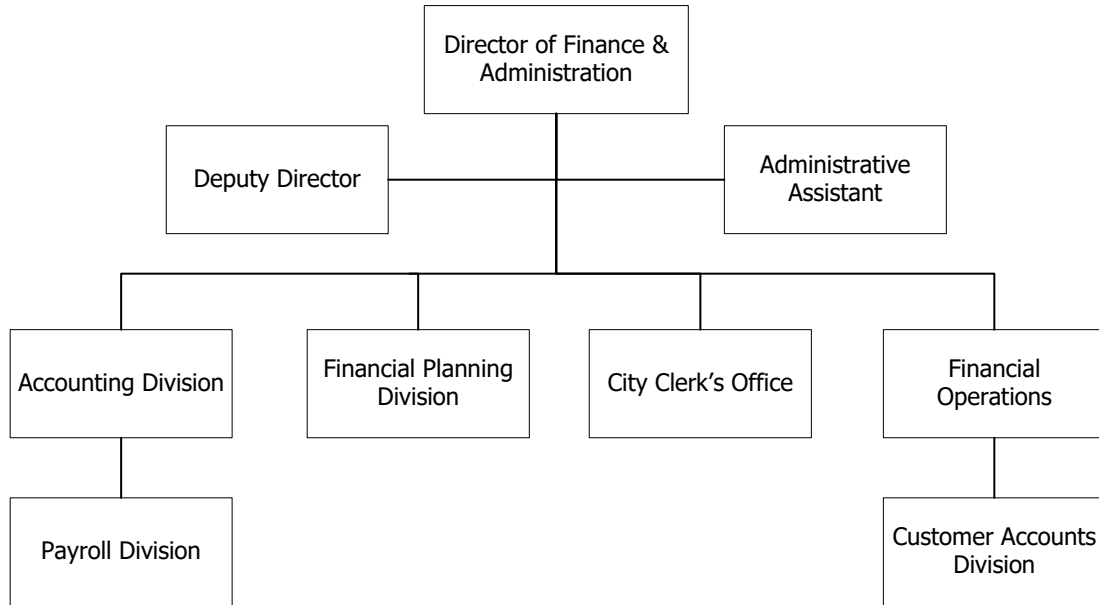 Director of Finance &
Administration
Deputy Director
Administrative
Assistant
Accounting Division
Financial Planning
Division
City Clerk’s Office
Financial
Operations
Payroll Division
Customer Accounts
Division